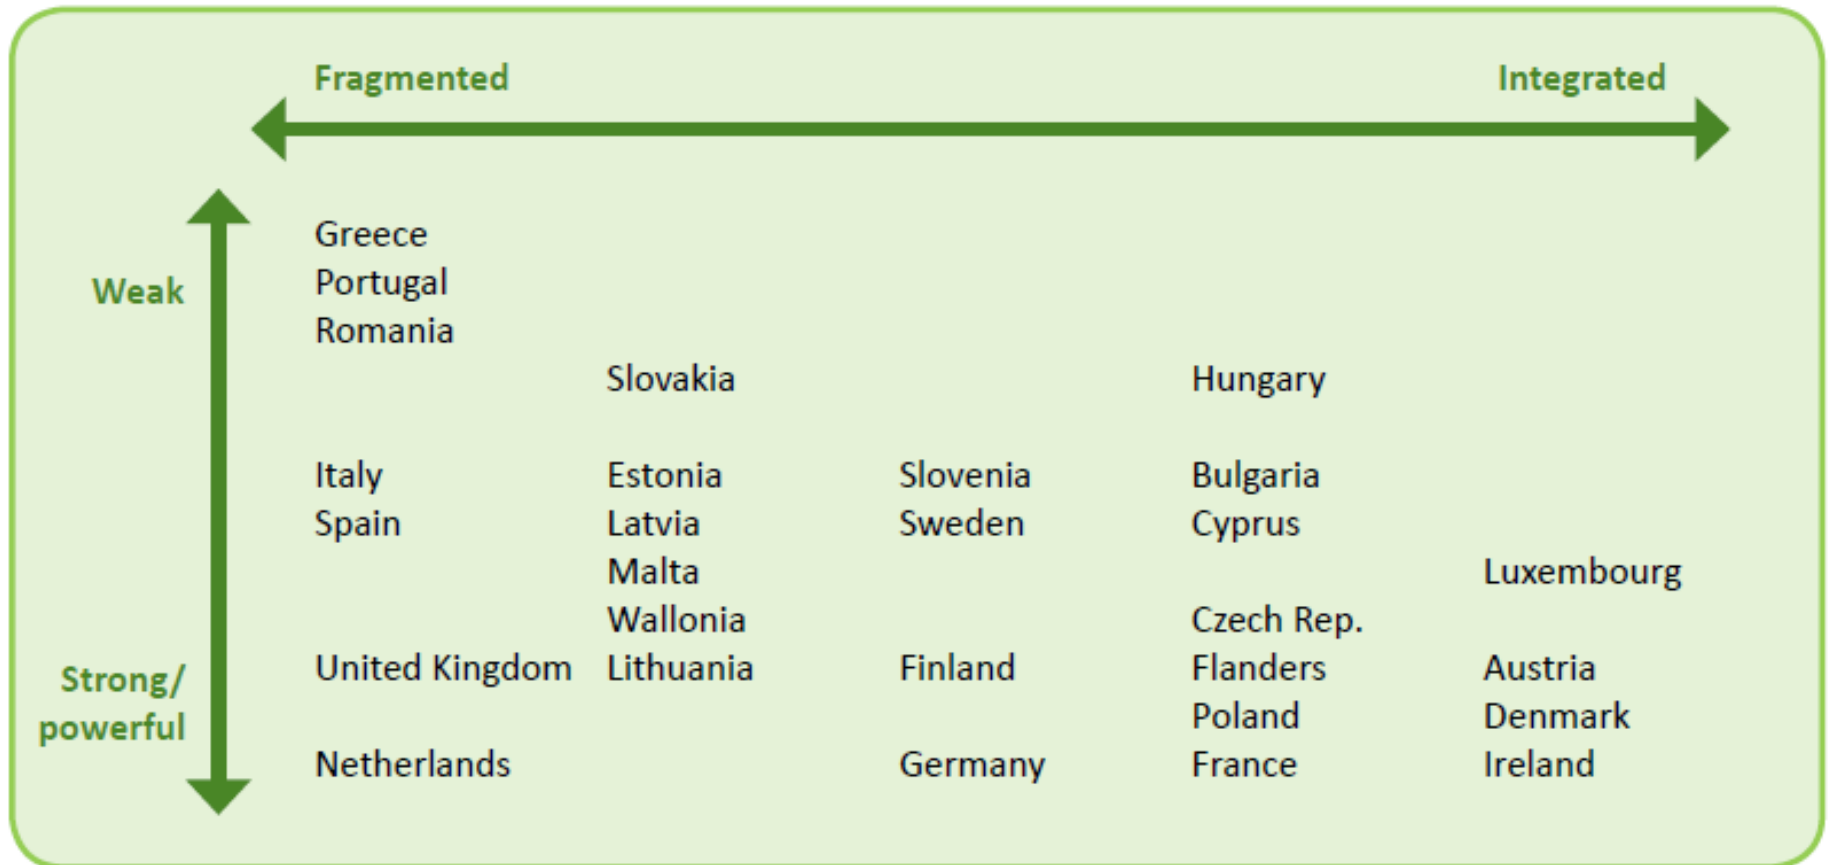 Fragmented Integrated
Greece
Weak Portugal
Romania
Slovakia Hungary
Italy Estonia Slovenia Bulgaria
Spain Latvia Sweden Cyprus
Malta Luxembourg
Wallonia Czech Rep.
Strong/ United Kingdom Lithuania Finland Flanders Austria
powerful Poland Denmark
Netherlands Germany France Ireland